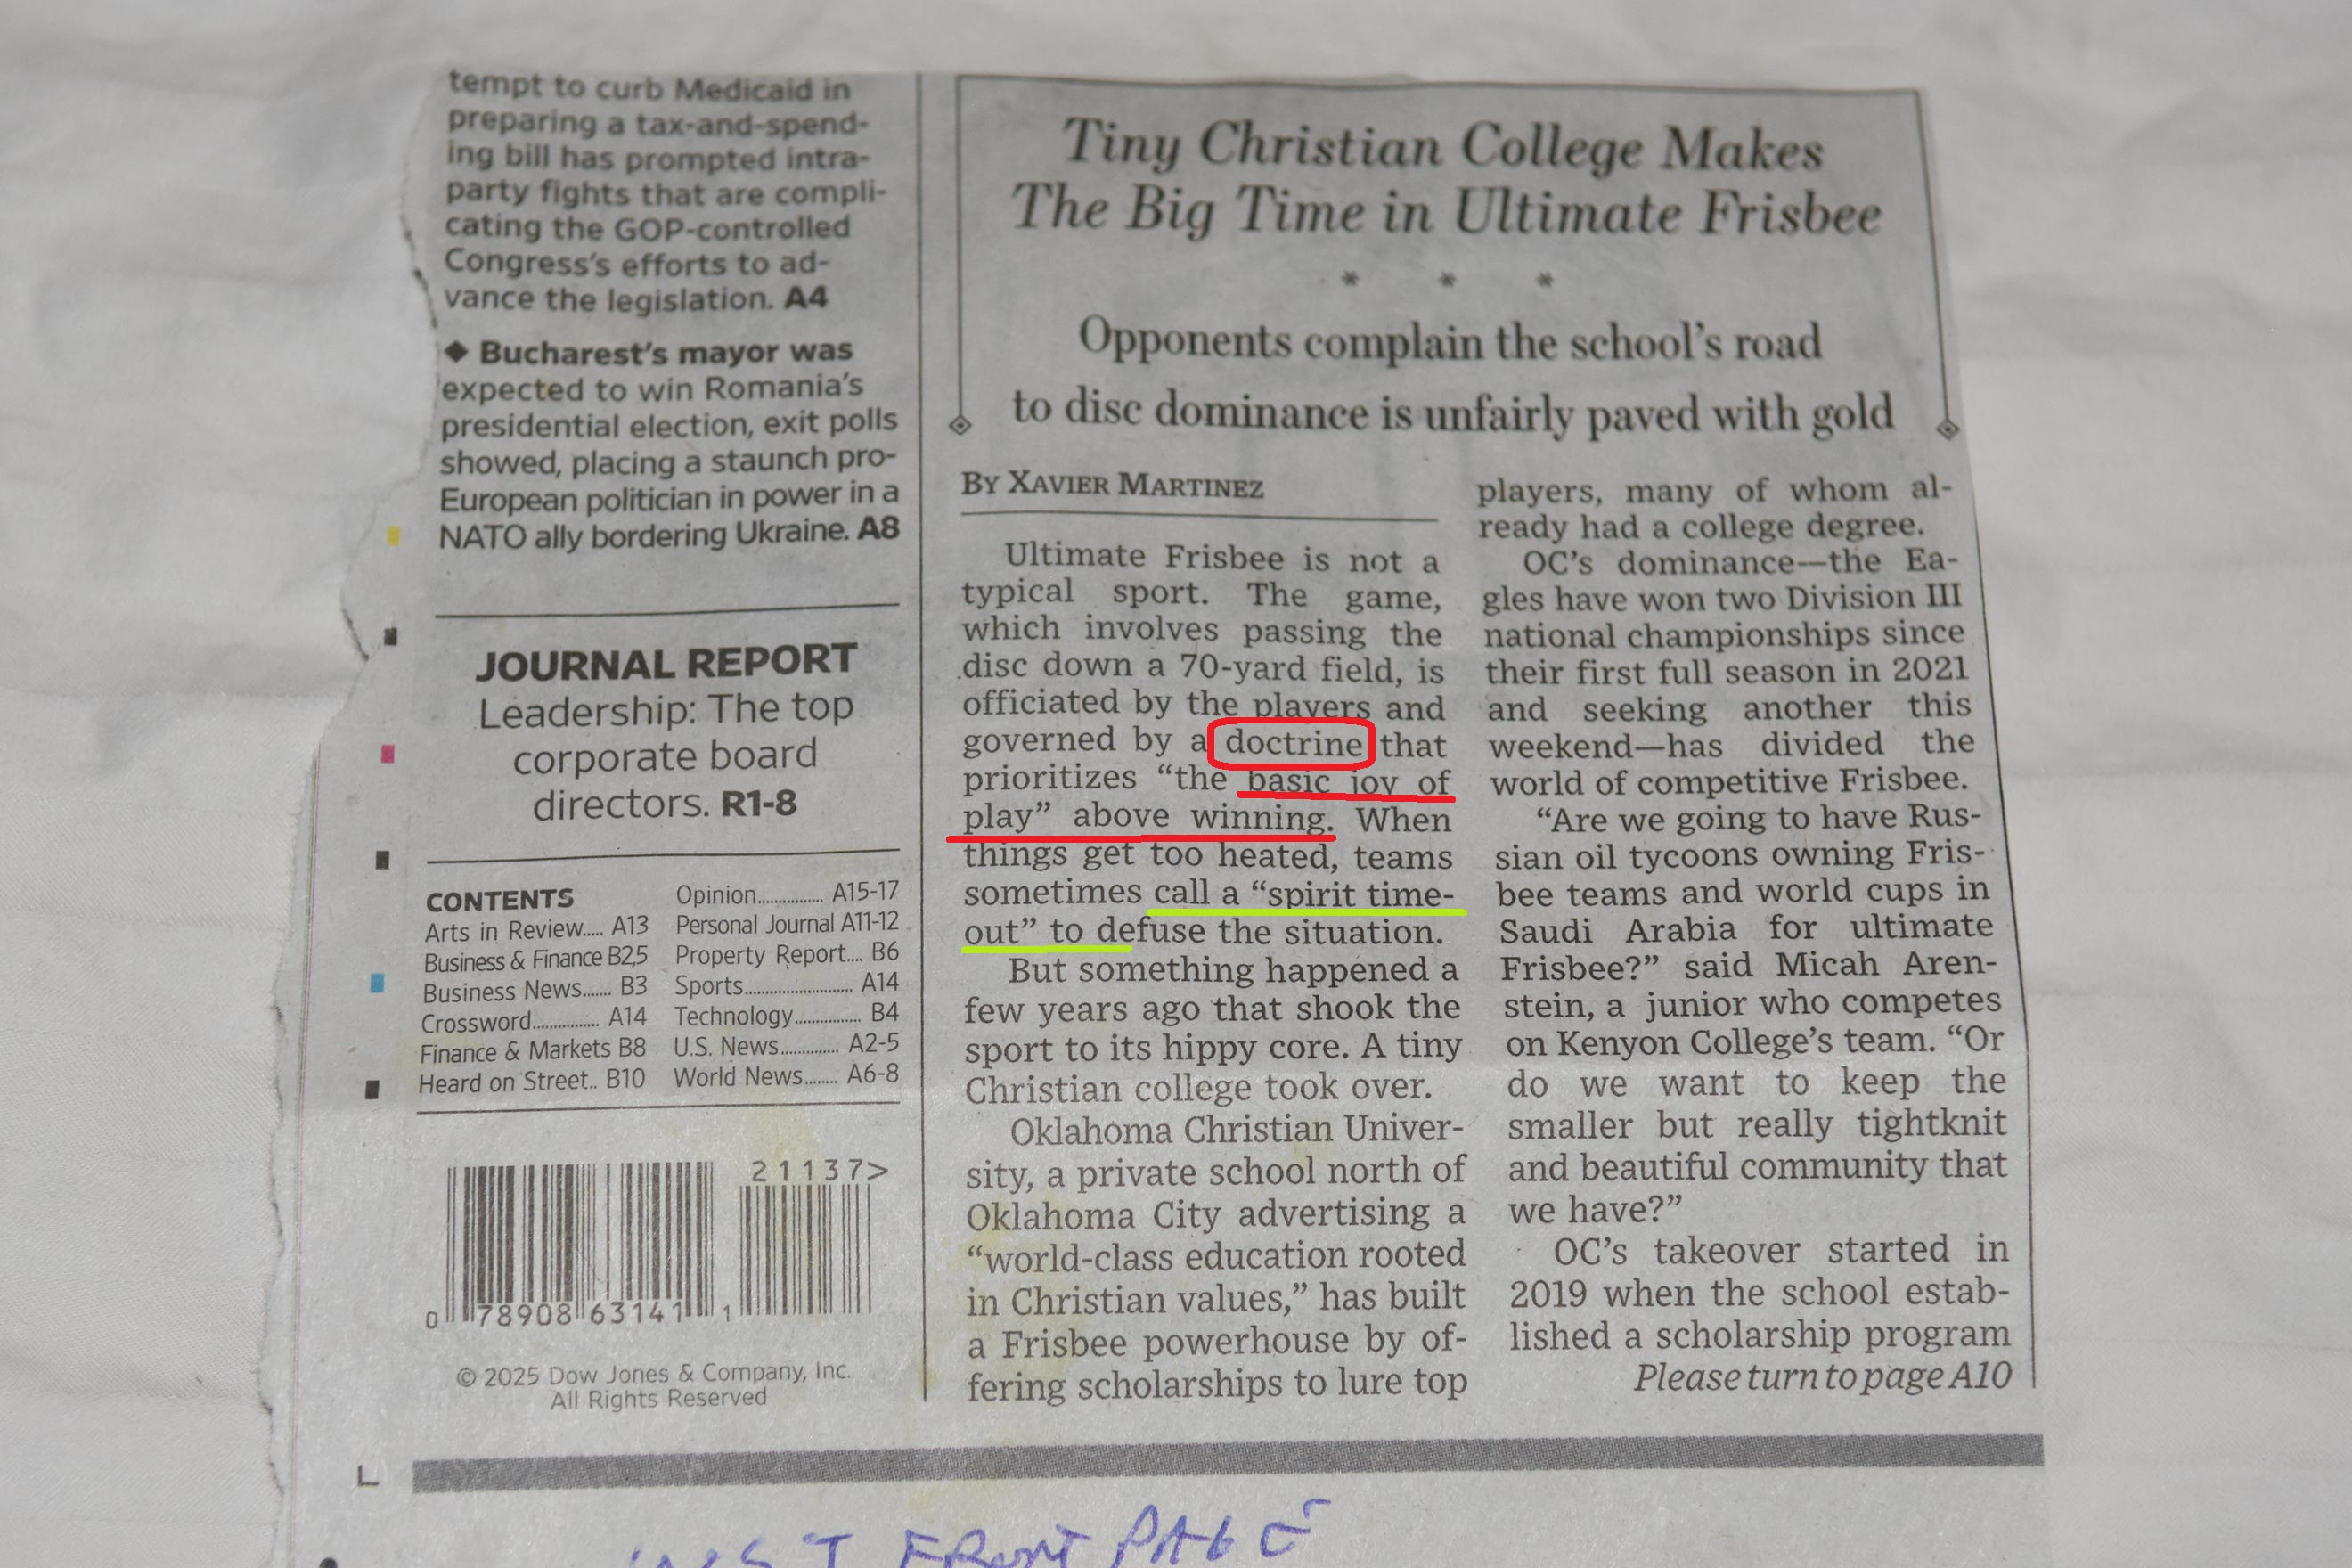 tempt to curb Medicaid in
preparing a tax-and-spend-
ing bill has prompted intra-
party fights that are compli-
cating the GOP-controlled
Congress's efforts to ad-
vance the legislation. A4
◆ Bucharest's mayor was
expected to win Romania's
presidential election, exit polls
showed, placing a staunch pro-
European politician in power in a
NATO ally bordering Ukraine. A8
JOURNAL REPORT
Leadership: The top
corporate board
directors. R1-8
CONTENTS
Arts in Review..... A13
Business & Finance B2,5
Business News....... B3
Crossword................ A14
Finance & Markets B8
Heard on Street.. B10
Opinion................ A15-17
Personal Journal A11-12
Property Report.... B6
Sports.......................... A14
Technology................ B4
U.S. News.............. A2-5
World News........ A6-8
21137>
0 78908 63141 1
© 2025 Dow Jones & Company, Inc.
All Rights Reserved
Tiny Christian College Makes
The Big Time in Ultimate Frisbee
* * *
Opponents complain the school's road
to disc dominance is unfairly paved with gold
BY XAVIER MARTINEZ
Ultimate Frisbee is not a
typical sport. The game,
which involves passing the
disc down a 70-yard field, is
officiated by the players and
governed by a doctrine that
prioritizes “the basic joy of
play” above winning. When
things get too heated, teams
sometimes call a “spirit time-
out” to defuse the situation.
But something happened a
few years ago that shook the
sport to its hippy core. A tiny
Christian college took over.
Oklahoma Christian Univer-
sity, a private school north of
Oklahoma City advertising a
“world-class education rooted
in Christian values,” has built
a Frisbee powerhouse by of-
fering scholarships to lure top
players, many of whom al-
ready had a college degree.
OC's dominance—the Ea-
gles have won two Division III
national championships since
their first full season in 2021
and seeking another this
weekend—has divided the
world of competitive Frisbee.
“Are we going to have Rus-
sian oil tycoons owning Fris-
bee teams and world cups in
Saudi Arabia for ultimate
Frisbee?” said Micah Aren-
stein, a junior who competes
on Kenyon College's team. “Or
do we want to keep the
smaller but really tightknit
and beautiful community that
we have?”
OC's takeover started in
2019 when the school estab-
lished a scholarship program
Please turn to page A10
FRONT PAGE